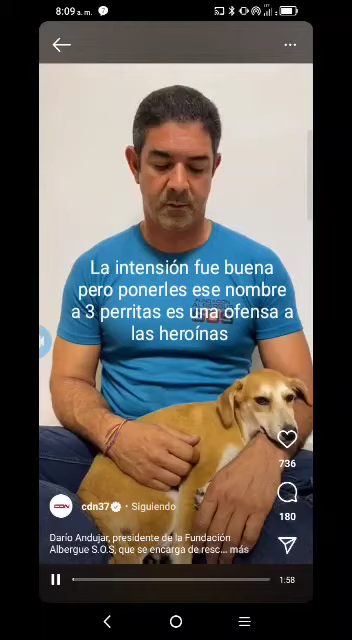 8:09 a. m.
La intensión fue buena
pero ponerles ese nombre
a 3 perritas es una ofensa a
las heroínas
736
180
cdn37 • Siguiendo
Darío Andujar, presidente de la Fundación
Albergue S.O.S, que se encarga de resc... más
1:58